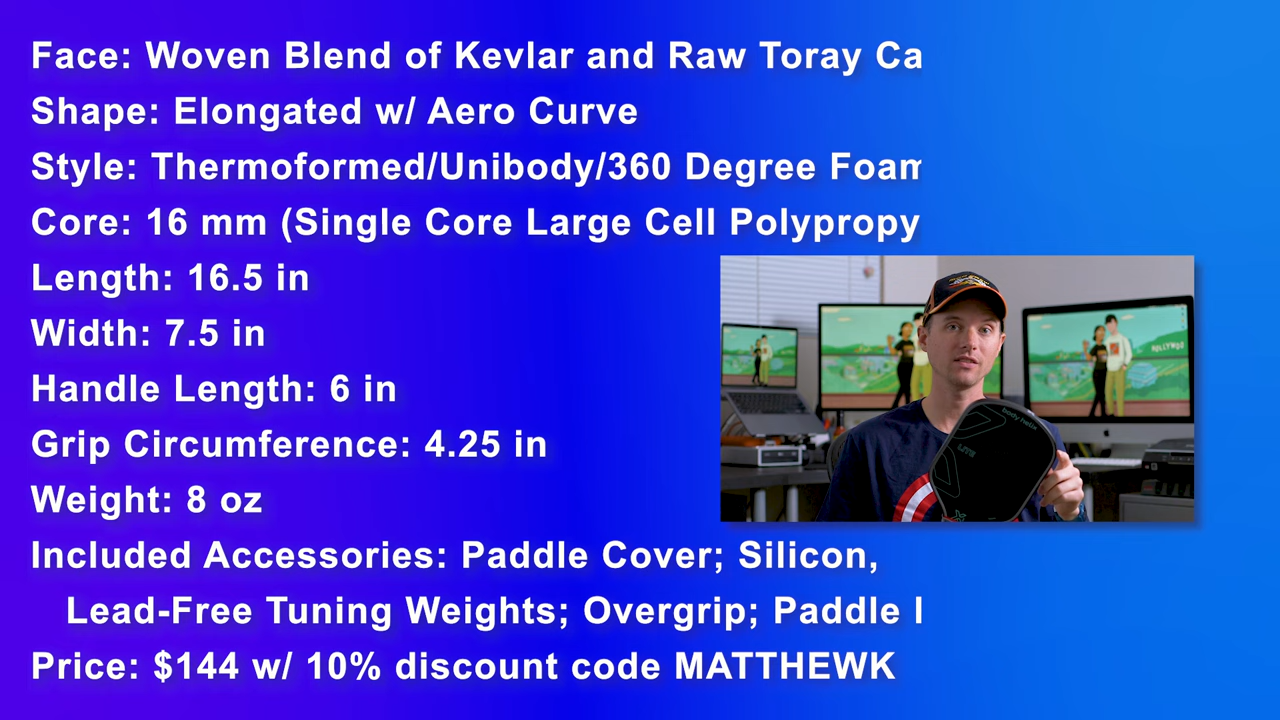 Face: Woven Blend of Kevlar and Raw Toray Ca
Shape: Elongated w/ Aero Curve
Style: Thermoformed/Unibody/360 Degree Foam
Core: 16 mm (Single Core Large Cell Polypropy
Length: 16.5 in
Width: 7.5 in
Handle Length: 6 in
Grip Circumference: 4.25 in
Weight: 8 oz
Included Accessories: Paddle Cover; Silicon,
Lead-Free Tuning Weights; Overgrip; Paddle
Price: $144 w/ 10% discount code MATTHEWK
body helix